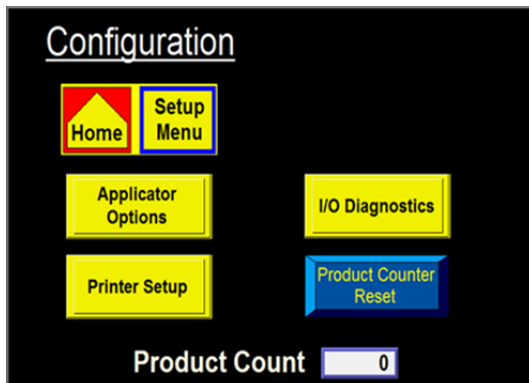 Configuration
Home
Setup
Menu
Applicator
Options
I/O Diagnostics
Printer Setup
Product Counter
Reset
Product Count 0